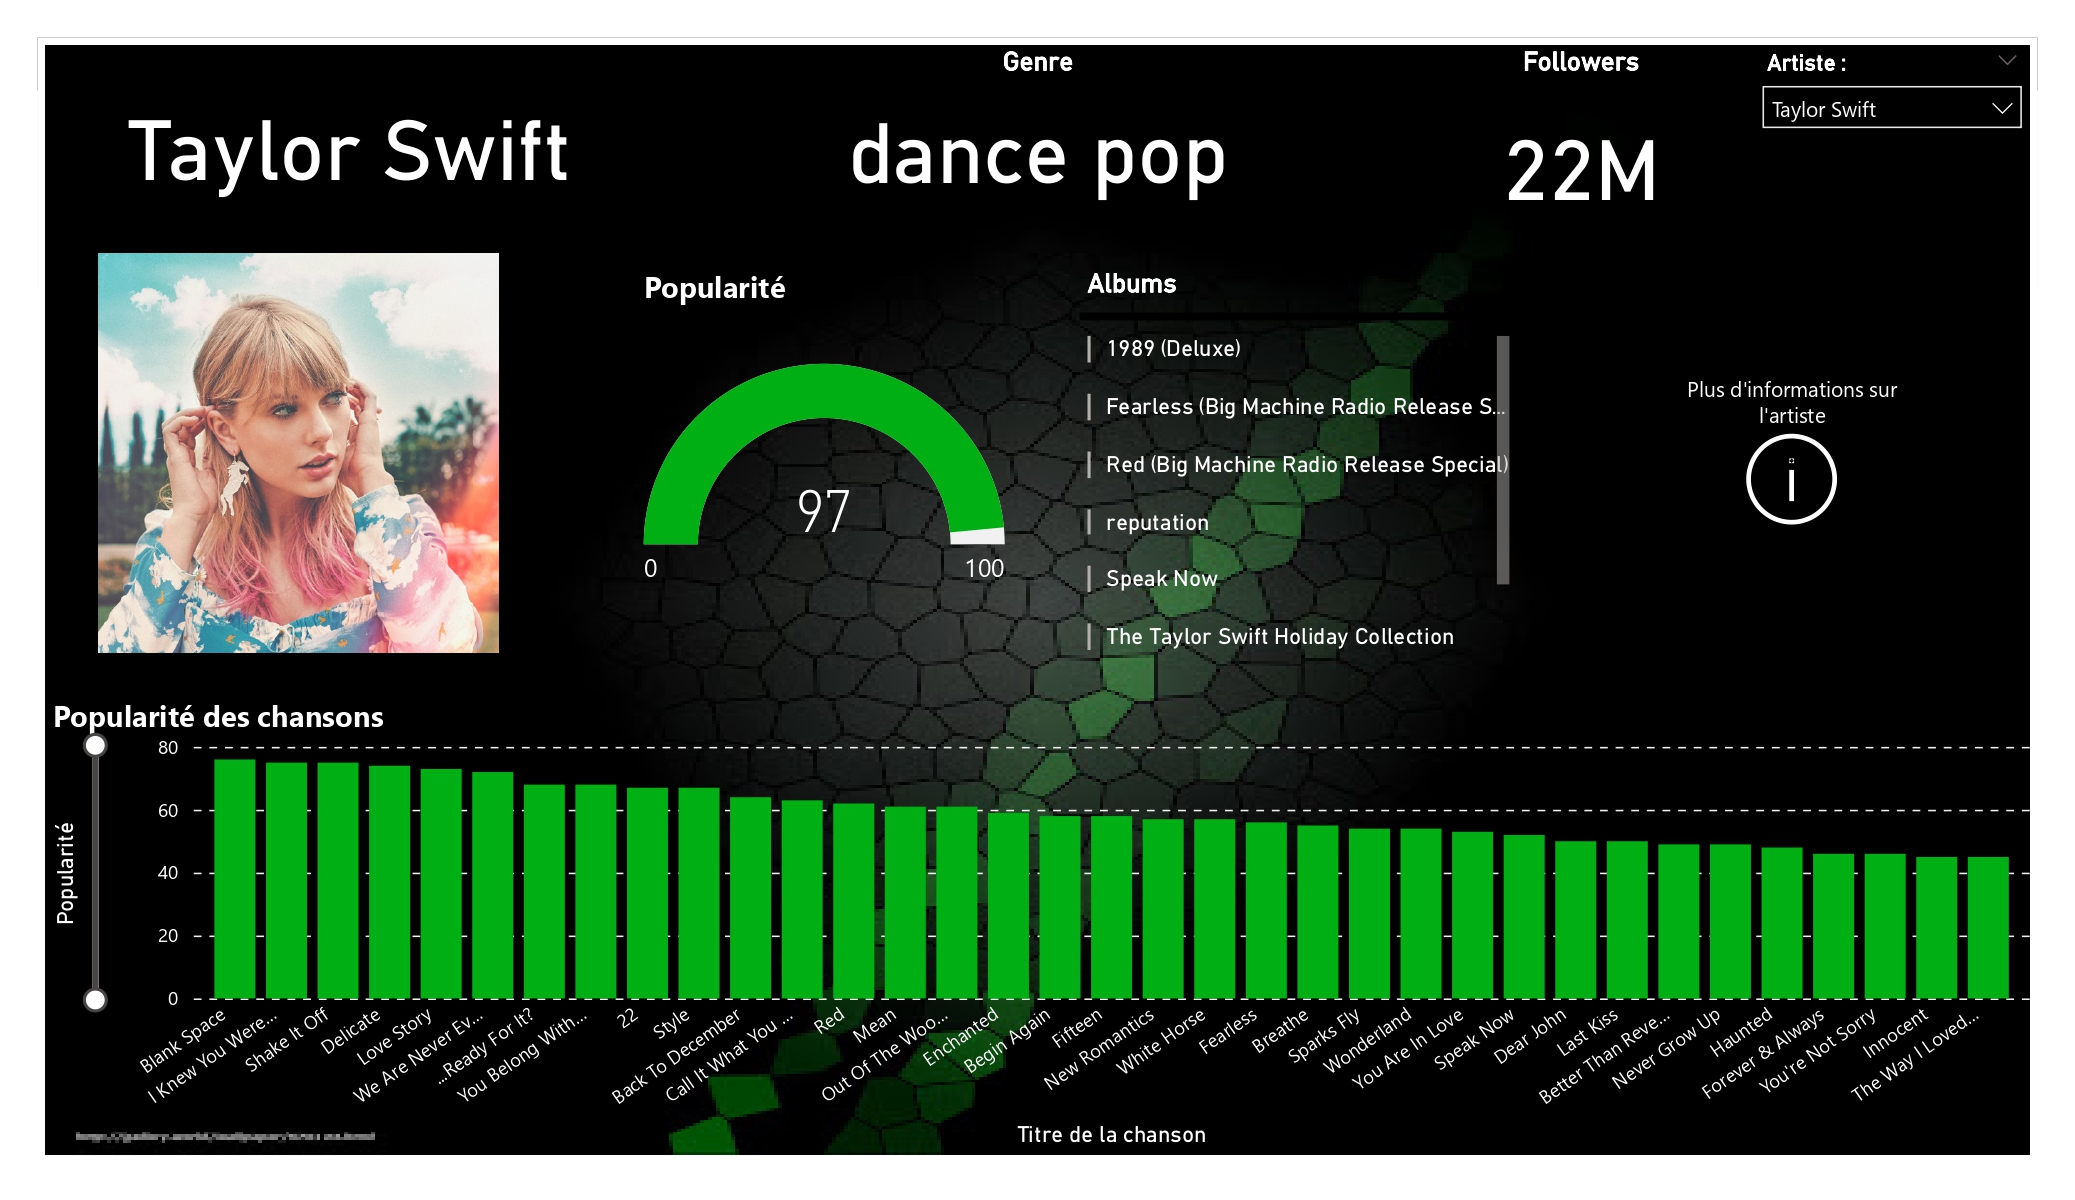 Genre
Followers
Artiste :
Taylor Swift
Taylor Swift
dance pop
22M
Popularité
97
0
100
Albums
1989 (Deluxe)
Fearless (Big Machine Radio Release S...
Red (Big Machine Radio Release Special)
reputation
Speak Now
The Taylor Swift Holiday Collection
Plus d'informations sur
l'artiste
i
Popularité des chansons
Popularité
80
60
40
20
0
Blank Space
I Knew You Were...
Shake It Off
Delicate
Love Story
We Are Never Ev...
...Ready For It?
You Belong With...
22
Style
Back To December
Call It What You ...
Red
Mean
Out Of The Woo...
Enchanted
Begin Again
Fifteen
New Romantics
White Horse
Fearless
Breathe
Sparks Fly
Wonderland
You Are In Love
Speak Now
Dear John
Last Kiss
Better Than Reve...
Never Grow Up
Haunted
Forever & Always
You're Not Sorry
Innocent
The Way I Loved...
Titre de la chanson